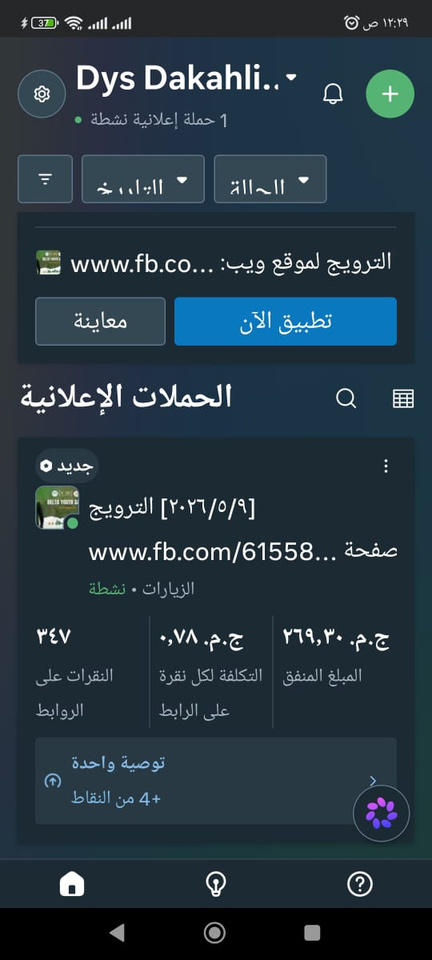 37
١٢:٢٩ ص
Dys Dakahli...
1 حملة إعلانية نشطة
الحالة
التاريخ
الترويج لموقع ويب: www.fb.co...
تطبيق الآن
معاينة
الحملات الإعلانية
جديد
[٢٠٢٦/٥/٩] الترويج
صفحة www.fb.com/61558...
الزيارات • نشطة
ج.م. ٢٦٩,٣٠
المبلغ المنفق
ج.م. ٠,٧٨
التكلفة لكل نقرة
على الرابط
٣٤٧
النقرات على
الروابط
توصية واحدة
+4 من النقاط